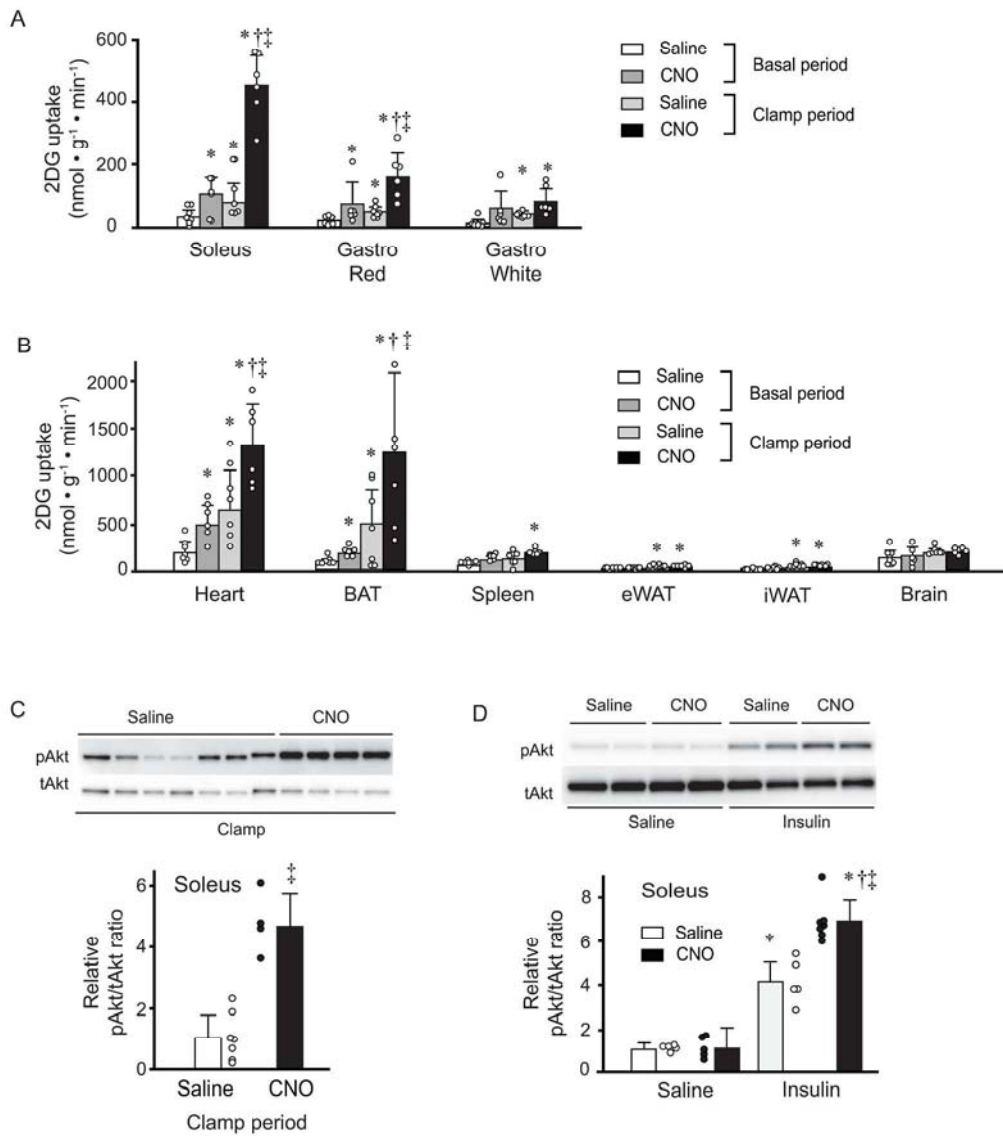 A
2DG uptake
(nmol • g⁻¹ • min⁻¹)
600
400
200
0
* †‡
* *
* * * †‡
* *
Soleus
Gastro
Red
Gastro
White
Saline
CNO
Basal period
Saline
CNO
Clamp period
B
2DG uptake
(nmol • g⁻¹ • min⁻¹)
2000
1500
1000
500
0
* * * †‡
* * * † ‡
*
* *
* *
Heart
BAT
Spleen
eWAT
iWAT
Brain
Saline
CNO
Basal period
Saline
CNO
Clamp period
C
Saline
CNO
pAkt
tAkt
Clamp
Relative
pAkt/tAkt ratio
6
4
2
0
Soleus
‡
Saline
CNO
Clamp period
D
Saline
CNO
Saline
CNO
pAkt
tAkt
Saline
Insulin
Relative
pAkt/tAkt ratio
8
6
4
2
0
Soleus
Saline
CNO
*
* †‡
Saline
Insulin